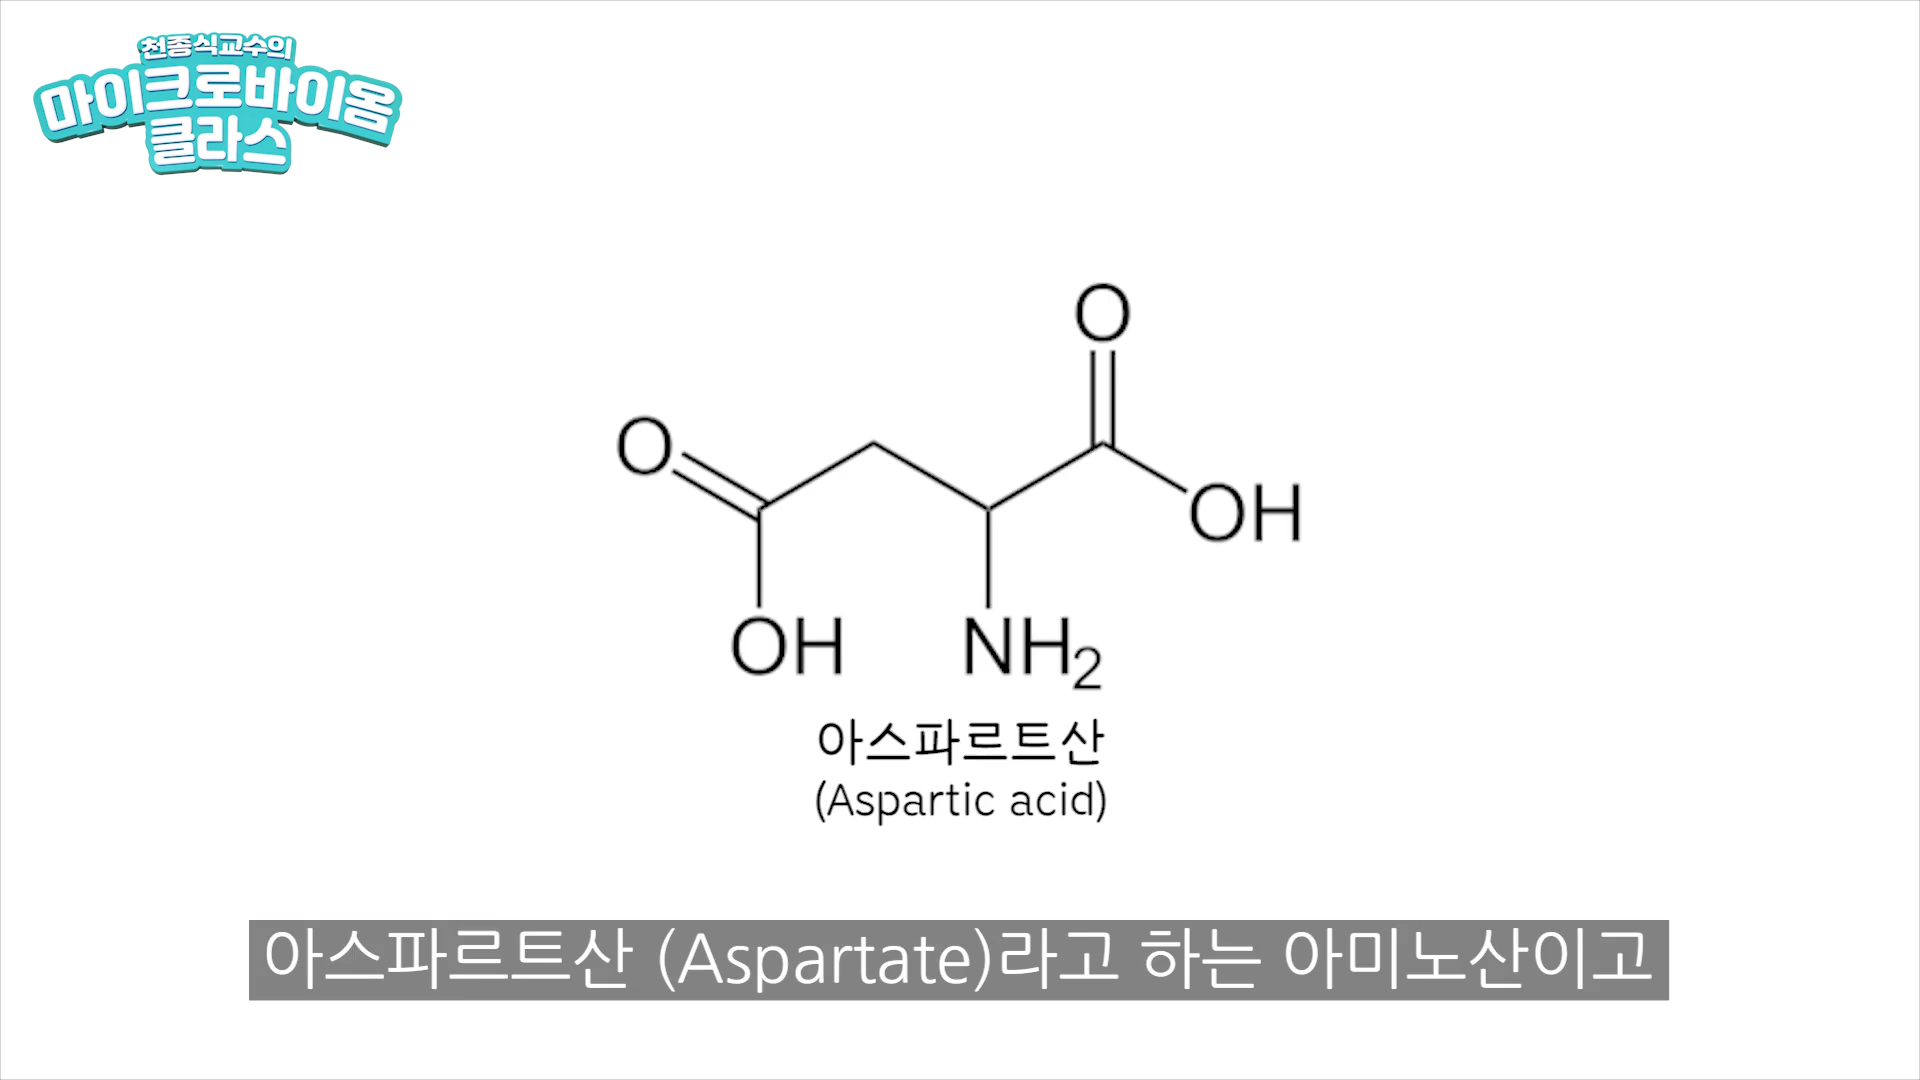 천종식교수의
마이크로바이옴
클라스
O
O
OH
OH
NH₂
아스파르트산
(Aspartic acid)
아스파르트산 (Aspartate)라고 하는 아미노산이고